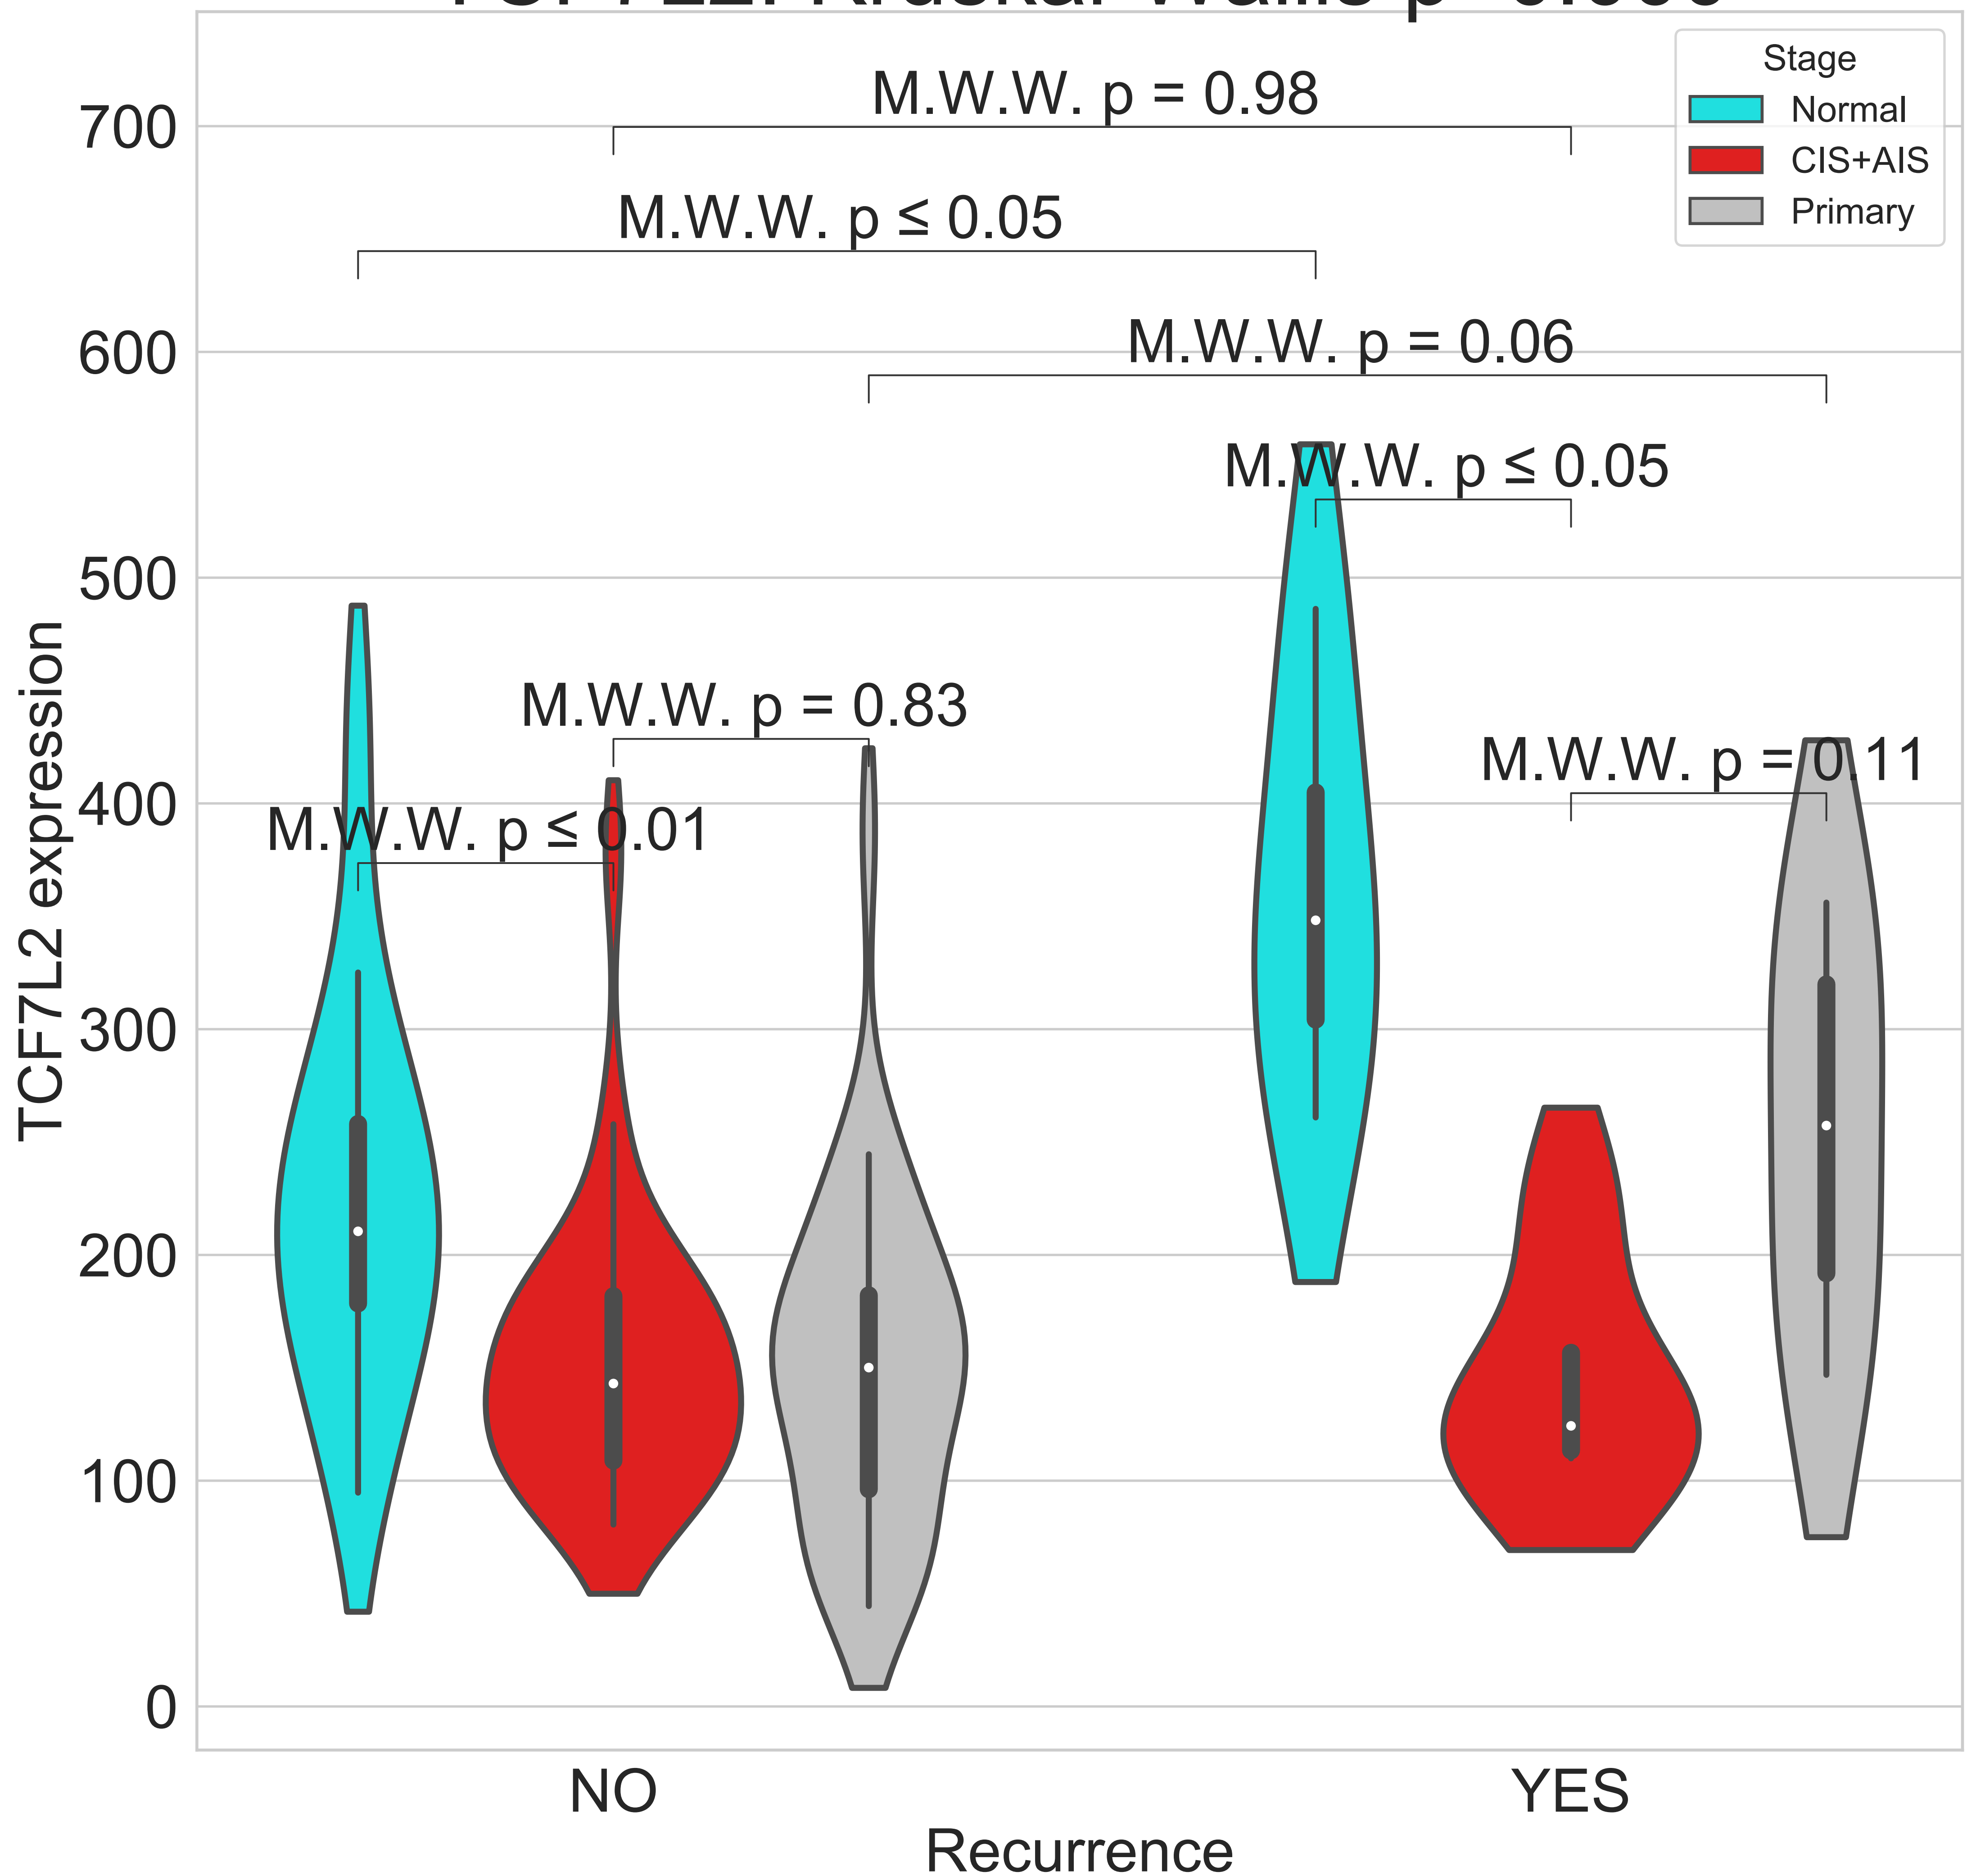 Stage
Normal
CIS+AIS
Primary
M.W.W. p = 0.98
M.W.W. p ≤ 0.05
M.W.W. p = 0.06
M.W.W. p ≤ 0.05
M.W.W. p = 0.83
M.W.W. p = 0.11
M.W.W. p ≤ 0.01
TCF7L2 expression
700
600
500
400
300
200
100
0
NO
YES
Recurrence